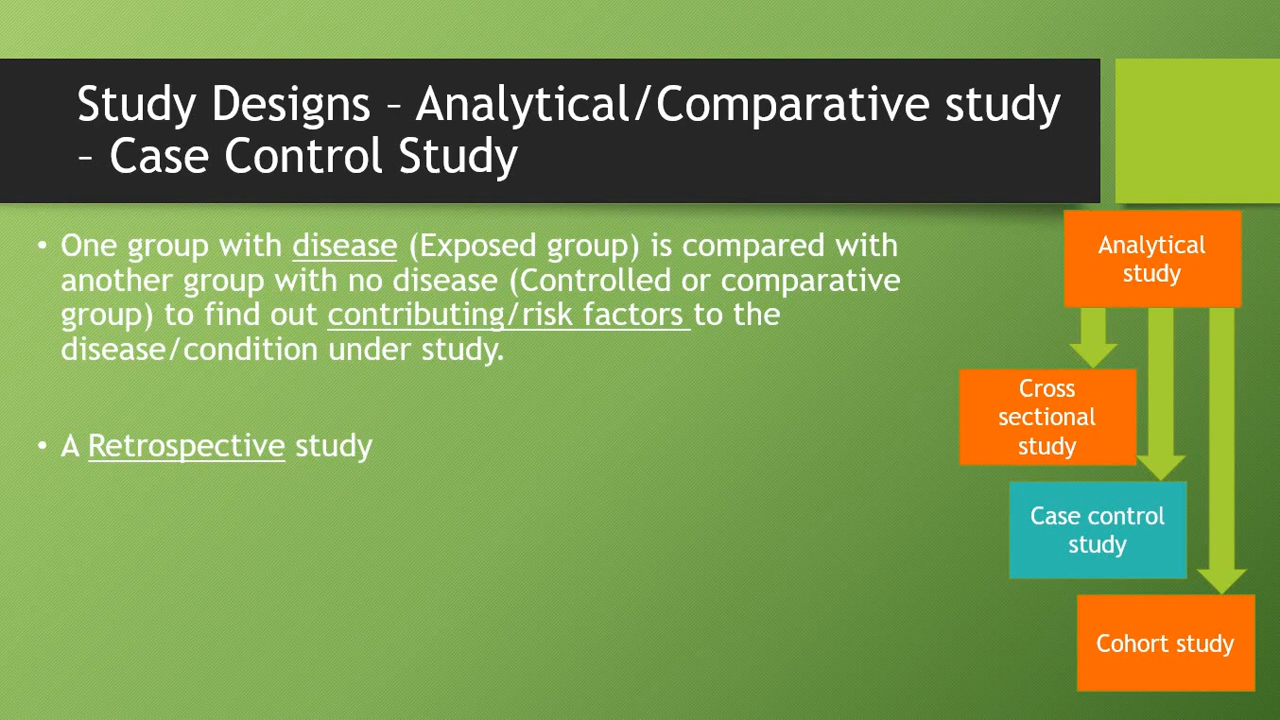 Study Designs – Analytical/Comparative study
– Case Control Study
• One group with disease (Exposed group) is compared with
another group with no disease (Controlled or comparative
group) to find out contributing/risk factors to the
disease/condition under study.
• A Retrospective study
Analytical
study
Cross
sectional
study
Case control
study
Cohort study